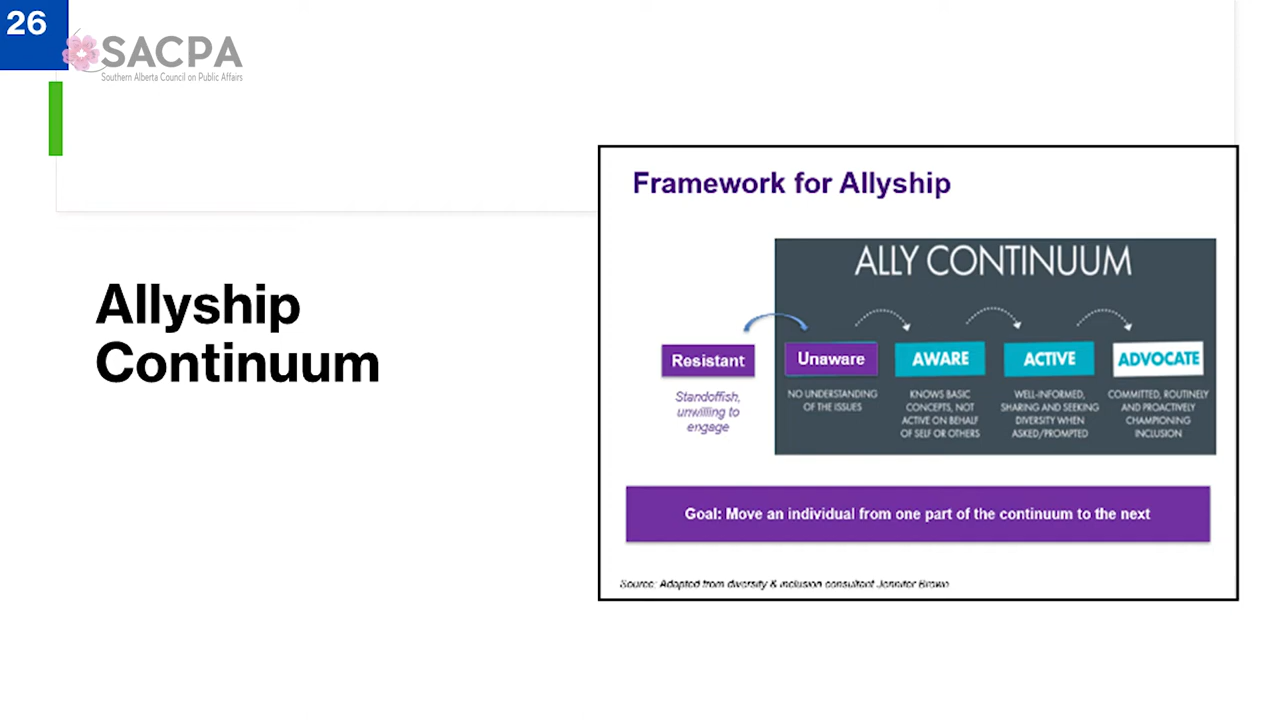 26
SACPA
Southern Alberta Council on Public Affairs
Allyship
Continuum
Framework for Allyship
ALLY CONTINUUM
Resistant
Standoffish,
unwilling to
engage
Unaware
NO UNDERSTANDING
OF THE ISSUES
AWARE
KNOWS BASIC
CONCEPTS, NOT
ACTIVE ON BEHALF
OF SELF OR OTHERS
ACTIVE
WELL-INFORMED,
SHARING AND SEEKING
DIVERSITY WHEN
ASKED/PROMPTED
ADVOCATE
COMMITTED, ROUTINELY
AND PROACTIVELY
CHAMPIONING
INCLUSION
Goal: Move an individual from one part of the continuum to the next
Source: Adapted from diversity & inclusion consultant Jennifer Brown